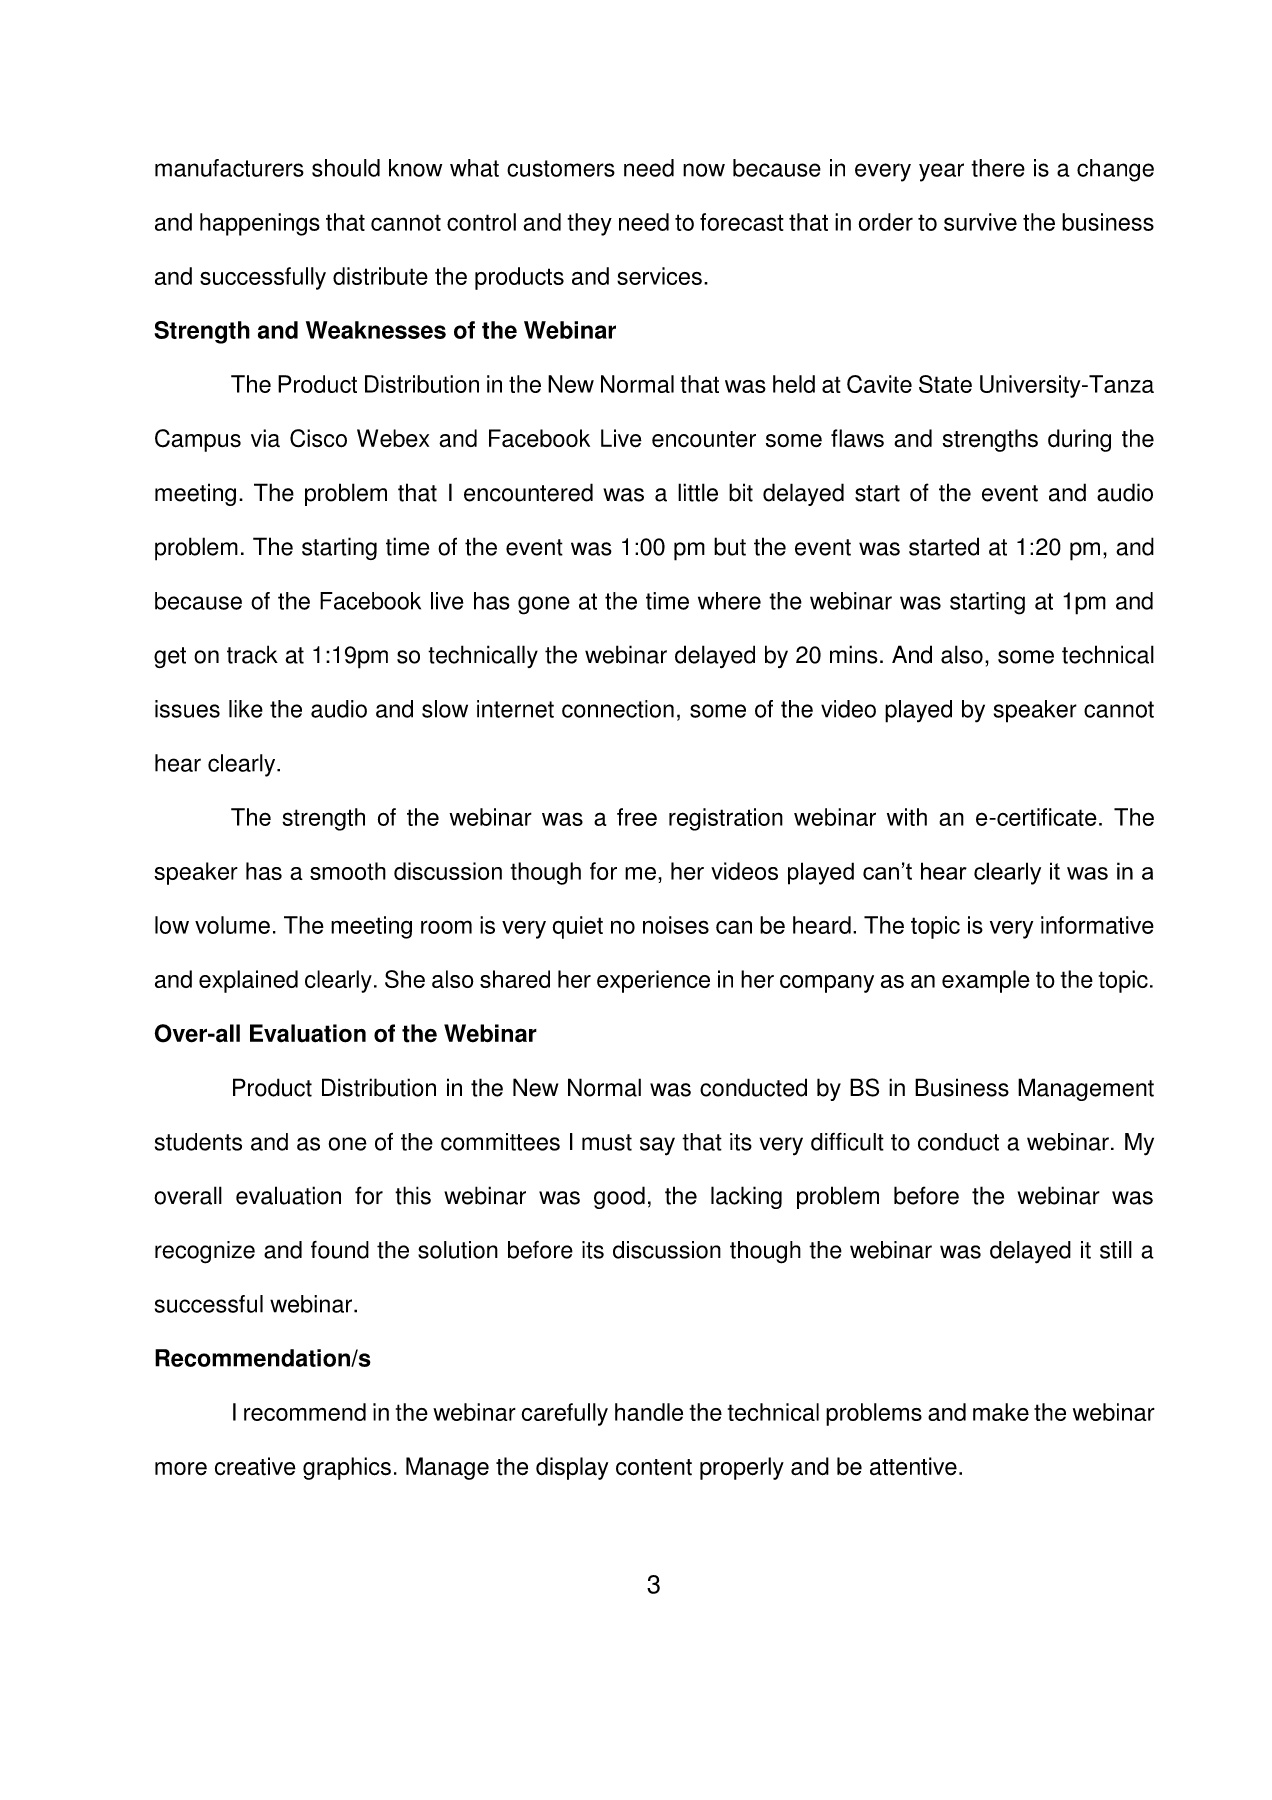 manufacturers should know what customers need now because in every year there is a change
and happenings that cannot control and they need to forecast that in order to survive the business
and successfully distribute the products and services.
Strength and Weaknesses of the Webinar
The Product Distribution in the New Normal that was held at Cavite State University-Tanza
Campus via Cisco Webex and Facebook Live encounter some flaws and strengths during the
meeting. The problem that I encountered was a little bit delayed start of the event and audio
problem. The starting time of the event was 1:00 pm but the event was started at 1:20 pm, and
because of the Facebook live has gone at the time where the webinar was starting at 1pm and
get on track at 1:19pm so technically the webinar delayed by 20 mins. And also, some technical
issues like the audio and slow internet connection, some of the video played by speaker cannot
hear clearly.
The strength of the webinar was a free registration webinar with an e-certificate. The
speaker has a smooth discussion though for me, her videos played can’t hear clearly it was in a
low volume. The meeting room is very quiet no noises can be heard. The topic is very informative
and explained clearly. She also shared her experience in her company as an example to the topic.
Over-all Evaluation of the Webinar
Product Distribution in the New Normal was conducted by BS in Business Management
students and as one of the committees I must say that its very difficult to conduct a webinar. My
overall evaluation for this webinar was good, the lacking problem before the webinar was
recognize and found the solution before its discussion though the webinar was delayed it still a
successful webinar.
Recommendation/s
I recommend in the webinar carefully handle the technical problems and make the webinar
more creative graphics. Manage the display content properly and be attentive.
3